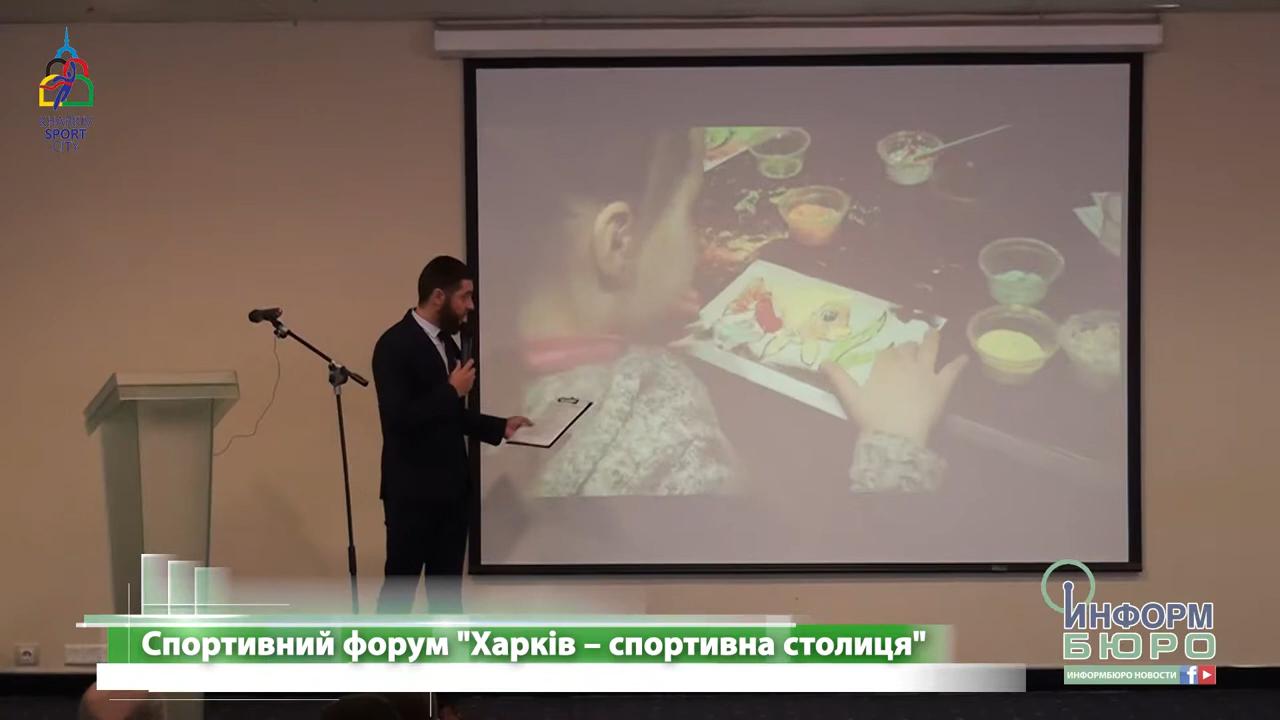 KHARKIV
SPORT
CITY
Спортивний форум "Харків – спортивна столиця"
ИНФОРМ
БЮРО
ИНФОРМБЮРО НОВОСТИ f